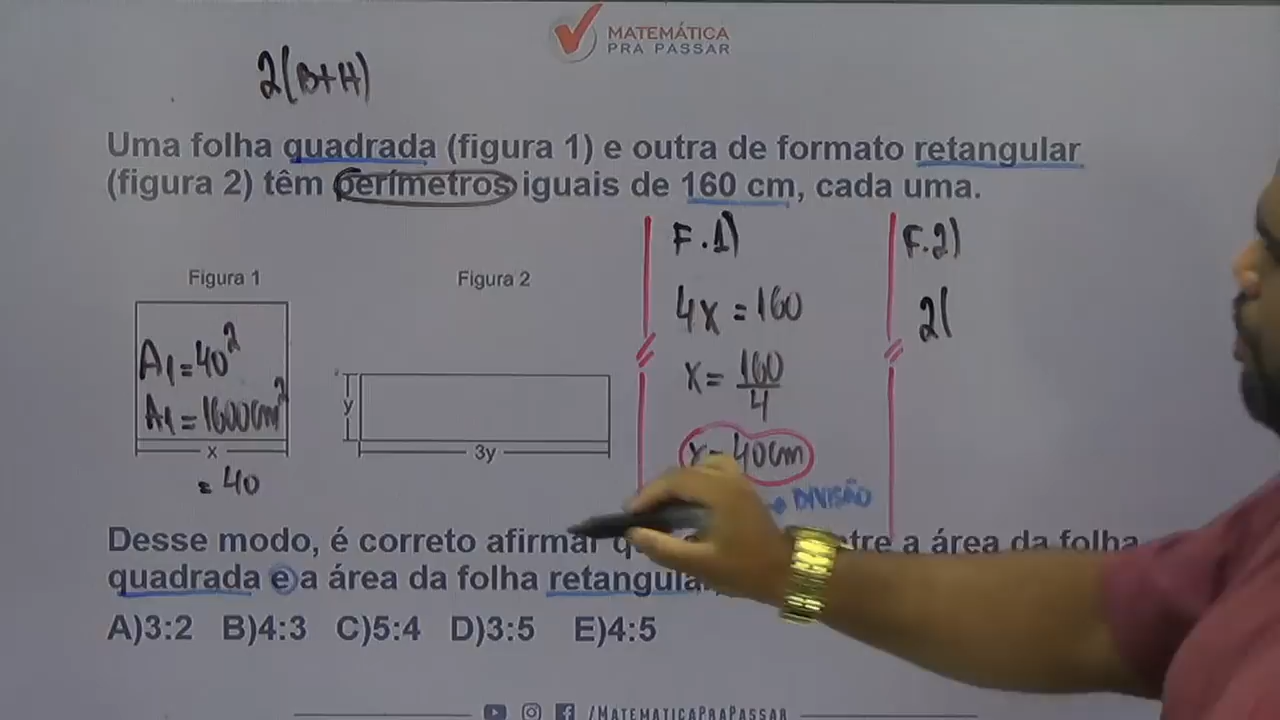 MATEMÁTICA
PRA PASSAR
2(B+H)
Uma folha quadrada (figura 1) e outra de formato retangular
(figura 2) têm perímetros iguais de 160 cm, cada uma.
F.1)
F.2)
Figura 1
Figura 2
4x = 160
2(
A1 = 40²
x = 160/4
A1 = 1600cm²
y
x
3y
x = 40cm
= 40
DIVISÃO
Desse modo, é correto afirmar a área da folha
quadrada e a área da folha
A)3:2 B)4:3 C)5:4 D)3:5 E)4:5
/MATEMATICAPRAPASSAR